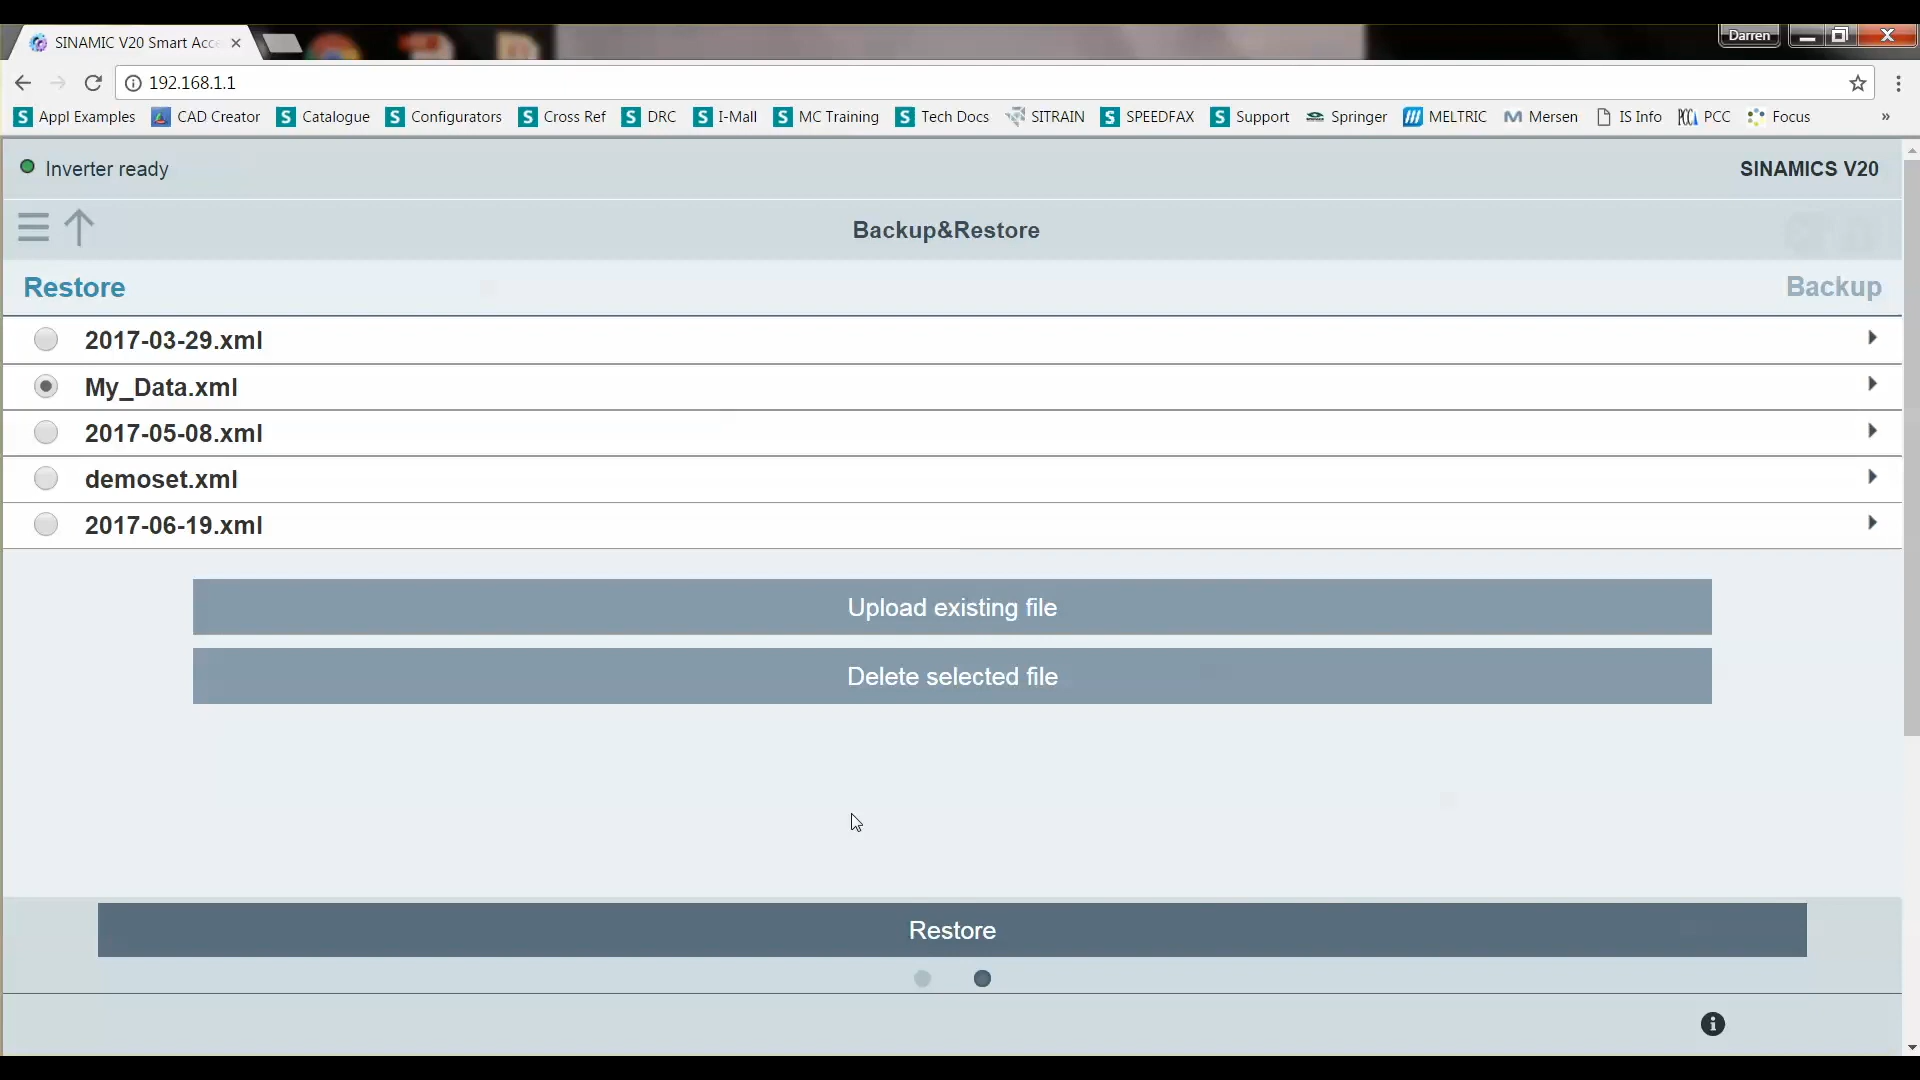 SINAMIC V20 Smart Acce
Darren
192.168.1.1
Appl Examples CAD Creator Catalogue Configurators Cross Ref DRC I-Mall MC Training Tech Docs SITRAIN SPEEDFAX Support Springer MELTRIC Mersen IS Info PCC Focus »
Inverter ready SINAMICS V20
Backup&Restore
Restore Backup
2017-03-29.xml
My_Data.xml
2017-05-08.xml
demoset.xml
2017-06-19.xml
Upload existing file
Delete selected file
Restore